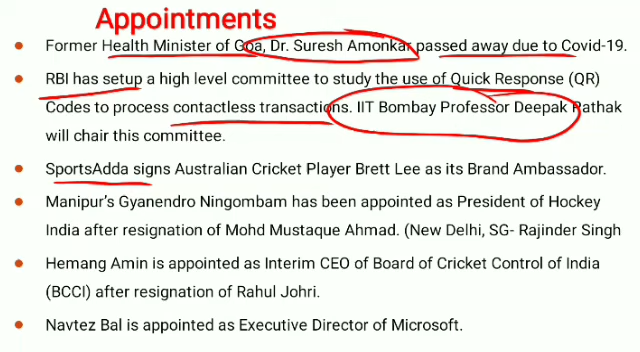 Appointments
Former Health Minister of Goa, Dr. Suresh Amonkar passed away due to Covid-19.
RBI has setup a high level committee to study the use of Quick Response (QR)
Codes to process contactless transactions. IIT Bombay Professor Deepak Pathak
will chair this committee.
SportsAdda signs Australian Cricket Player Brett Lee as its Brand Ambassador.
Manipur's Gyanendro Ningombam has been appointed as President of Hockey
India after resignation of Mohd Mustaque Ahmad. (New Delhi, SG- Rajinder Singh
Hemang Amin is appointed as Interim CEO of Board of Cricket Control of India
(BCCI) after resignation of Rahul Johri.
Navtez Bal is appointed as Executive Director of Microsoft.